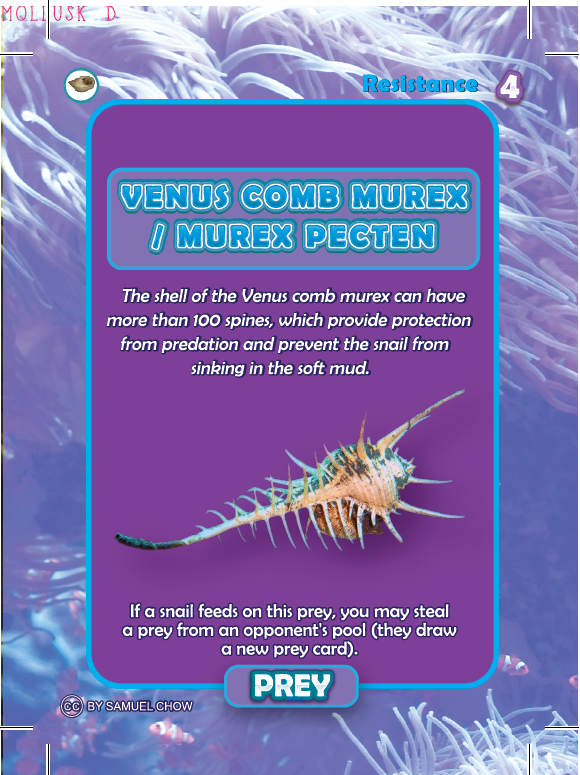 MOLLUSK D
Resistance 4
VENUS COMB MUREX
/ MUREX PECTEN
The shell of the Venus comb murex can have
more than 100 spines, which provide protection
from predation and prevent the snail from
sinking in the soft mud.
If a snail feeds on this prey, you may steal
a prey from an opponent's pool (they draw
a new prey card).
PREY
cc BY SAMUEL CHOW